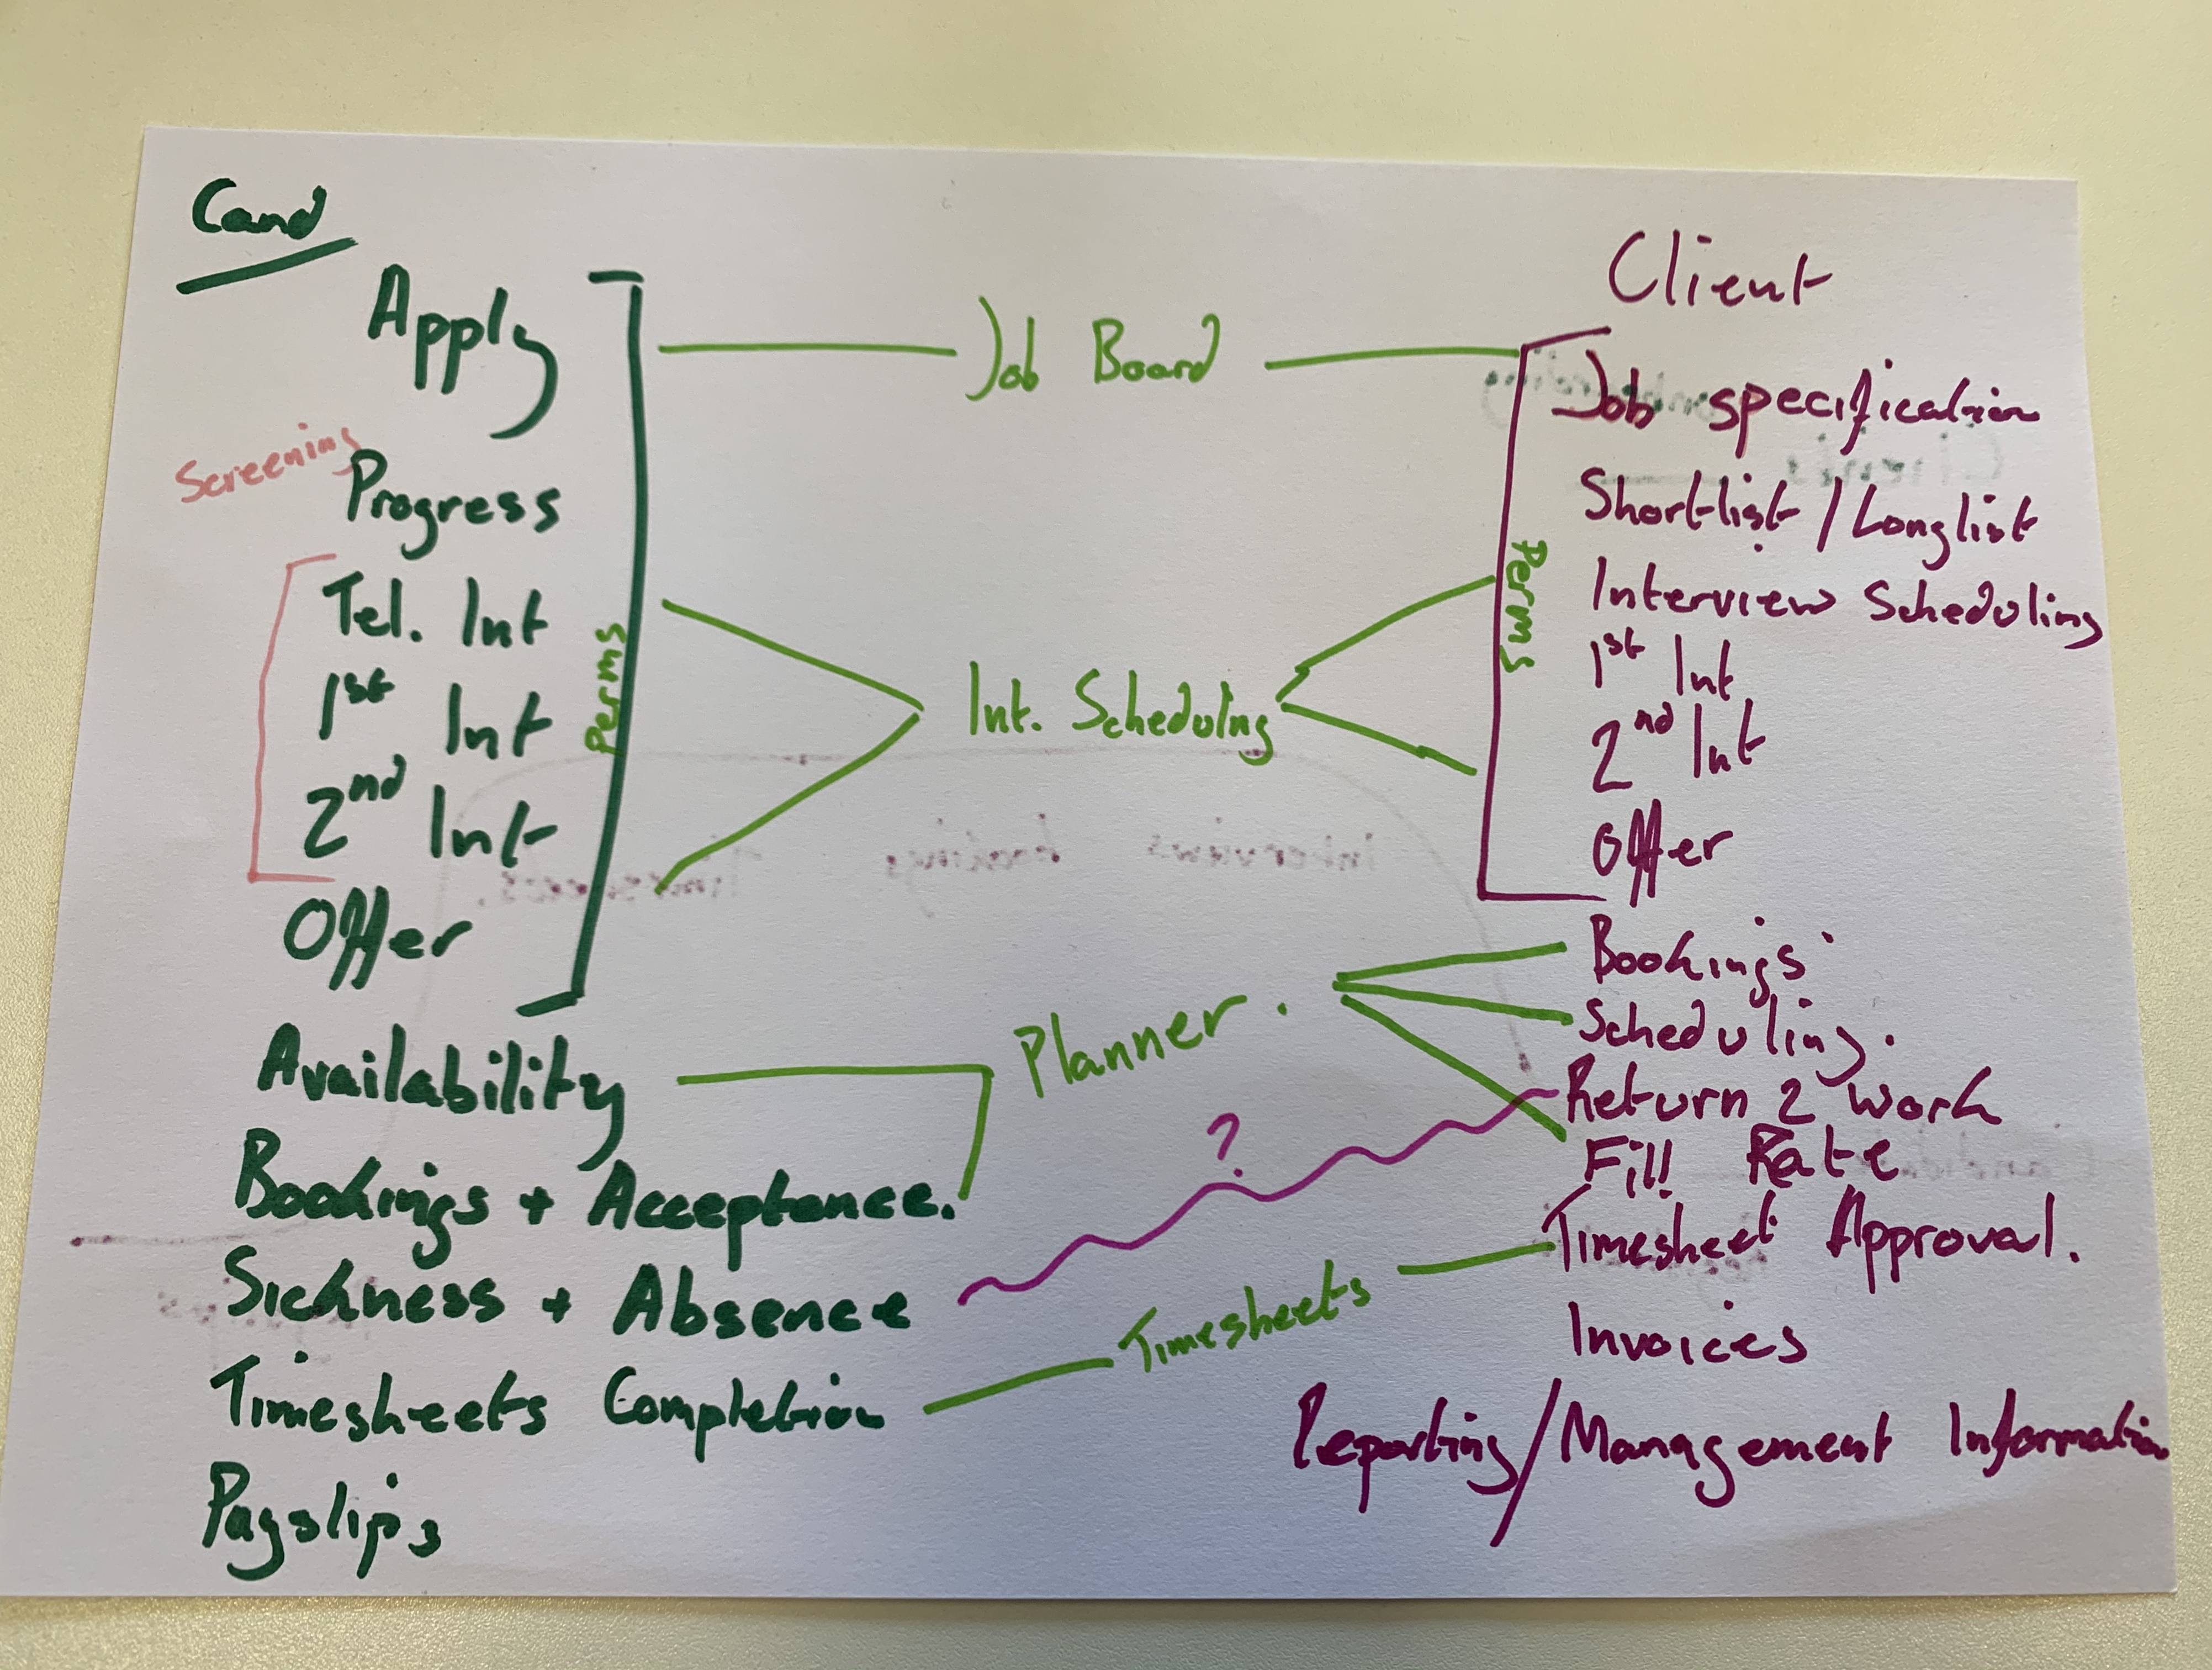 Cand
Apply
Screening
Progress
Tel. Int
1st Int
2nd Int
Offer
Perms
Availability
Bookings + Acceptance.
Sickness + Absence
Timesheets Completion
Payslips
Job Board
Int. Scheduling
Planner.
?
Timesheets
Client
Job specification
Shortlist / Longlist
Interview Scheduling
1st Int
2nd Int
Offer
Perms
Bookings
Scheduling.
Return 2 Work
Fill Rate
Timesheet Approval.
Invoices
Reporting/Management Information